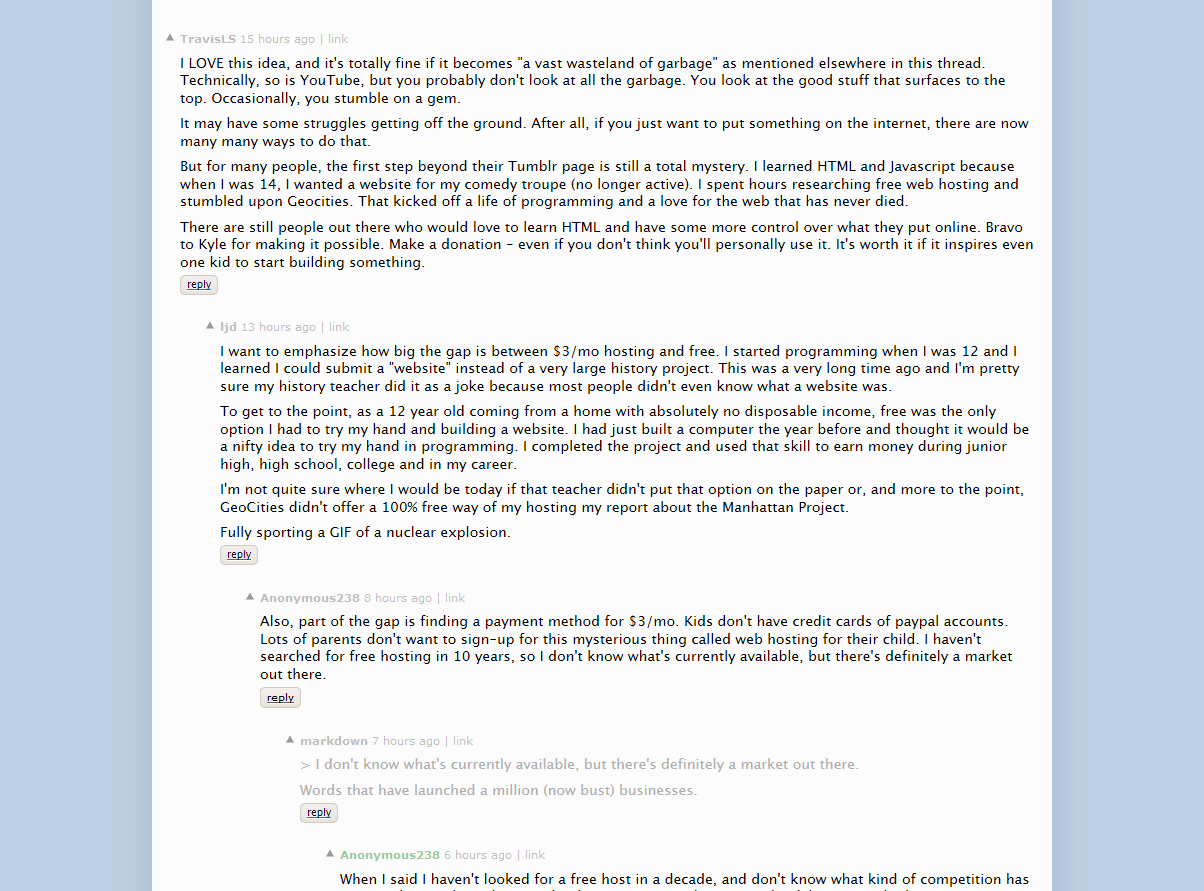 ▲ TravisLS 15 hours ago | link
I LOVE this idea, and it's totally fine if it becomes "a vast wasteland of garbage" as mentioned elsewhere in this thread.
Technically, so is YouTube, but you probably don't look at all the garbage. You look at the good stuff that surfaces to the
top. Occasionally, you stumble on a gem.
It may have some struggles getting off the ground. After all, if you just want to put something on the internet, there are now
many many ways to do that.
But for many people, the first step beyond their Tumblr page is still a total mystery. I learned HTML and Javascript because
when I was 14, I wanted a website for my comedy troupe (no longer active). I spent hours researching free web hosting and
stumbled upon Geocities. That kicked off a life of programming and a love for the web that has never died.
There are still people out there who would love to learn HTML and have some more control over what they put online. Bravo
to Kyle for making it possible. Make a donation – even if you don't think you'll personally use it. It's worth it if it inspires even
one kid to start building something.
reply
▲ ljd 13 hours ago | link
I want to emphasize how big the gap is between $3/mo hosting and free. I started programming when I was 12 and I
learned I could submit a "website" instead of a very large history project. This was a very long time ago and I'm pretty
sure my history teacher did it as a joke because most people didn't even know what a website was.
To get to the point, as a 12 year old coming from a home with absolutely no disposable income, free was the only
option I had to try my hand and building a website. I had just built a computer the year before and thought it would be
a nifty idea to try my hand in programming. I completed the project and used that skill to earn money during junior
high, high school, college and in my career.
I'm not quite sure where I would be today if that teacher didn't put that option on the paper or, and more to the point,
GeoCities didn't offer a 100% free way of my hosting my report about the Manhattan Project.
Fully sporting a GIF of a nuclear explosion.
reply
▲ Anonymous238 8 hours ago | link
Also, part of the gap is finding a payment method for $3/mo. Kids don't have credit cards of paypal accounts.
Lots of parents don't want to sign-up for this mysterious thing called web hosting for their child. I haven't
searched for free hosting in 10 years, so I don't know what's currently available, but there's definitely a market
out there.
reply
▲ markdown 7 hours ago | link
> I don't know what's currently available, but there's definitely a market out there.
Words that have launched a million (now bust) businesses.
reply
▲ Anonymous238 6 hours ago | link
When I said I haven't looked for a free host in a decade, and don't know what kind of competition has